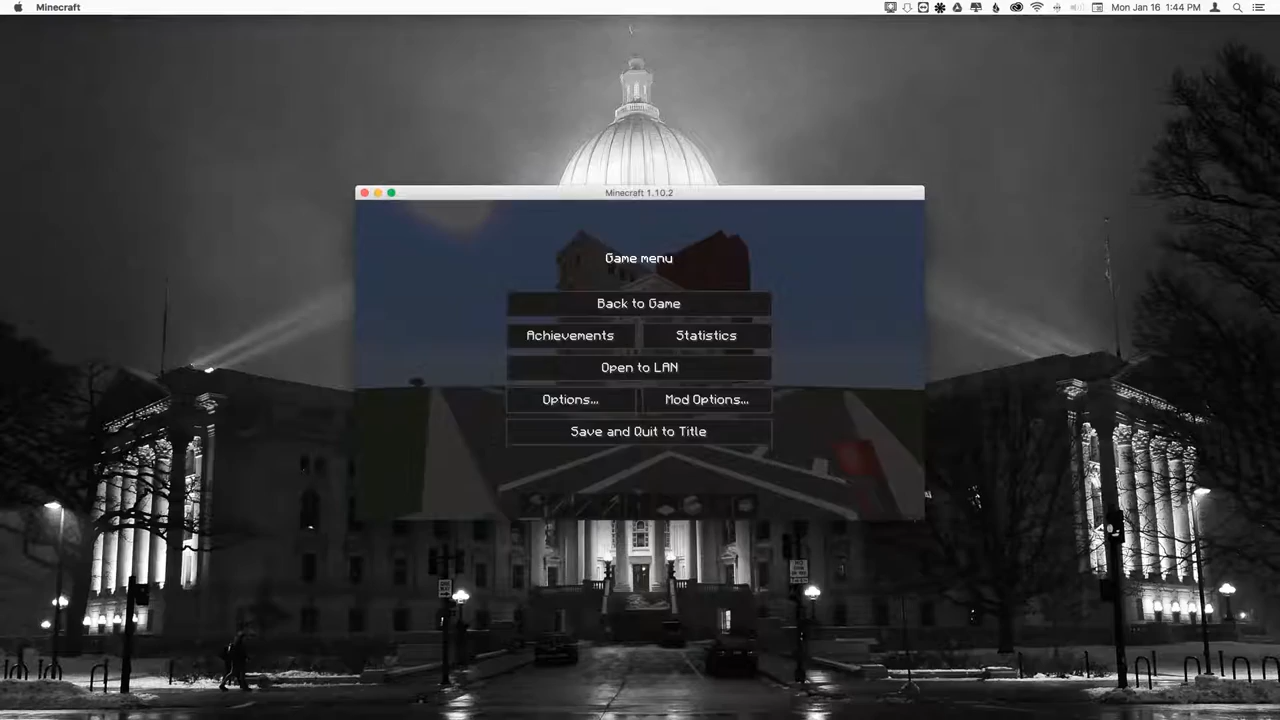 Minecraft
Mon Jan 16 1:44 PM
Minecraft 1.10.2
Game menu
Back to Game
Achievements
Statistics
Open to LAN
Options...
Mod Options...
Save and Quit to Title